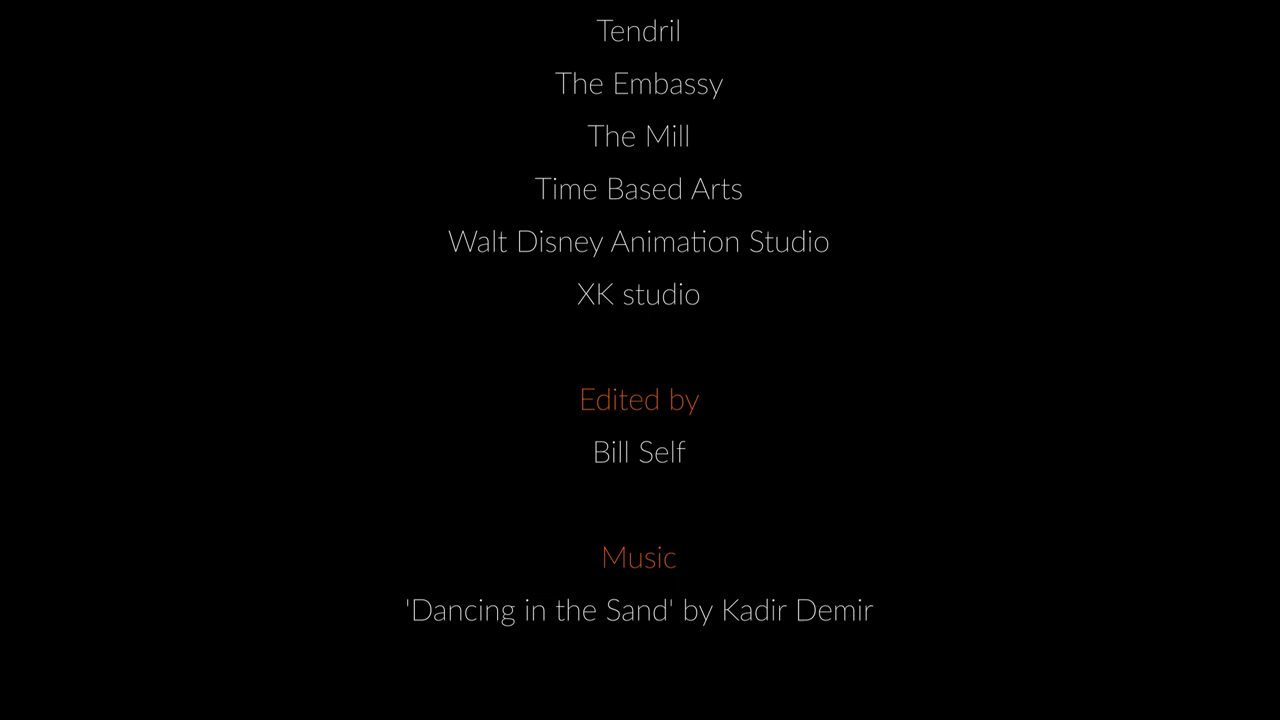 Tendril
The Embassy
The Mill
Time Based Arts
Walt Disney Animation Studio
XK studio
Edited by
Bill Self
Music
'Dancing in the Sand' by Kadir Demir